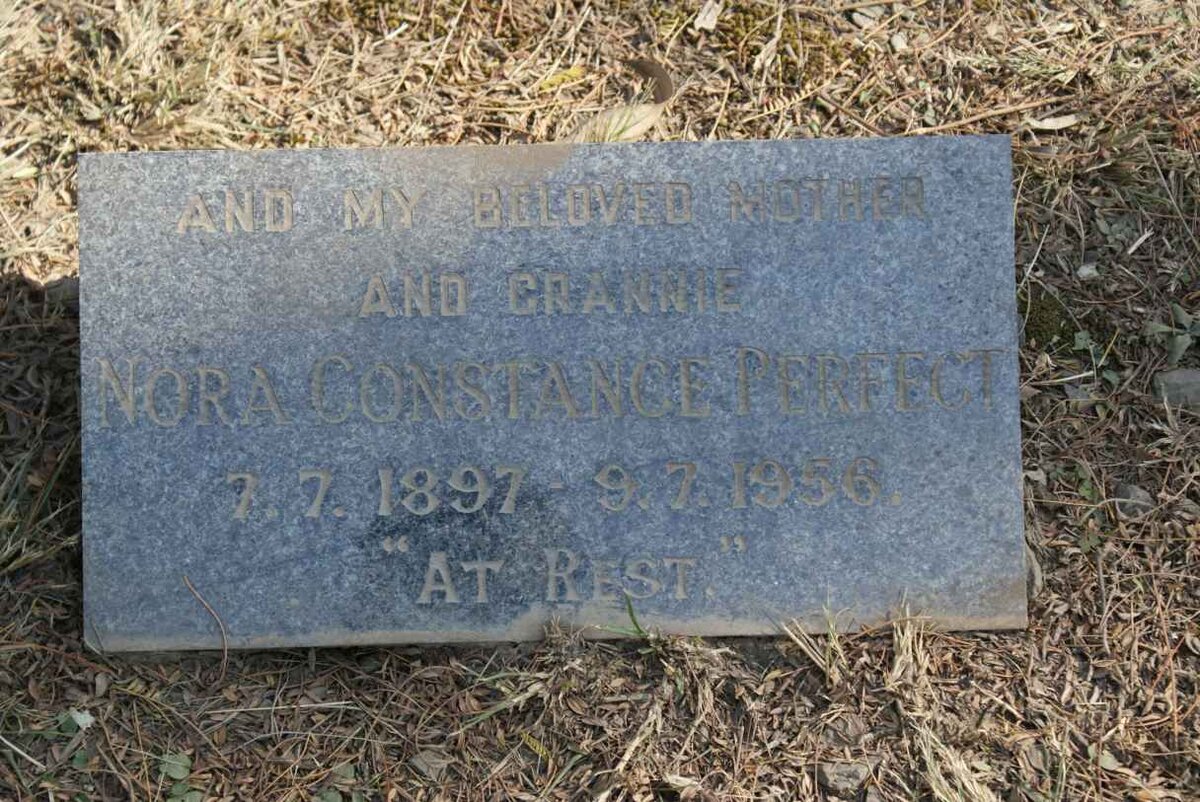 AND MY BELOVED MOTHER
AND GRANNIE
NORA CONSTANCE PERFECT
7.7.1897 - 9.7.1956.
"AT REST."